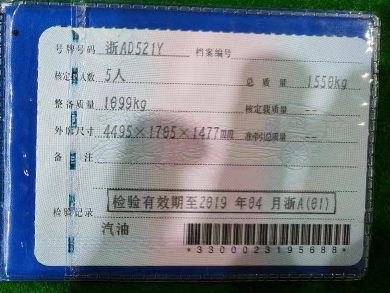 号牌号码 浙AD521Y 档案编号
核定人数 5人 总质量 1550kg
整备质量 1099kg 核定载质量 --
外廓尺寸 4495×1705×1477mm 准牵引总质量 --
备注
检验有效期至2019年04月浙A(01)
检验记录
汽油
*3300023195688*